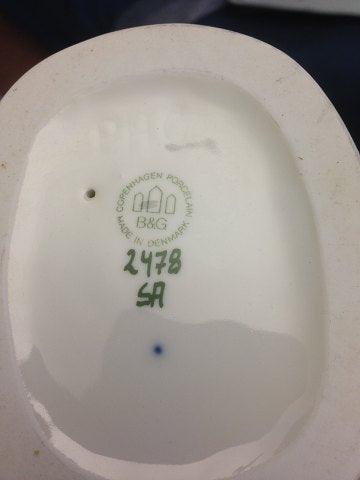 COPENHAGEN PORCELAIN
B&G
MADE IN DENMARK
2478
SA